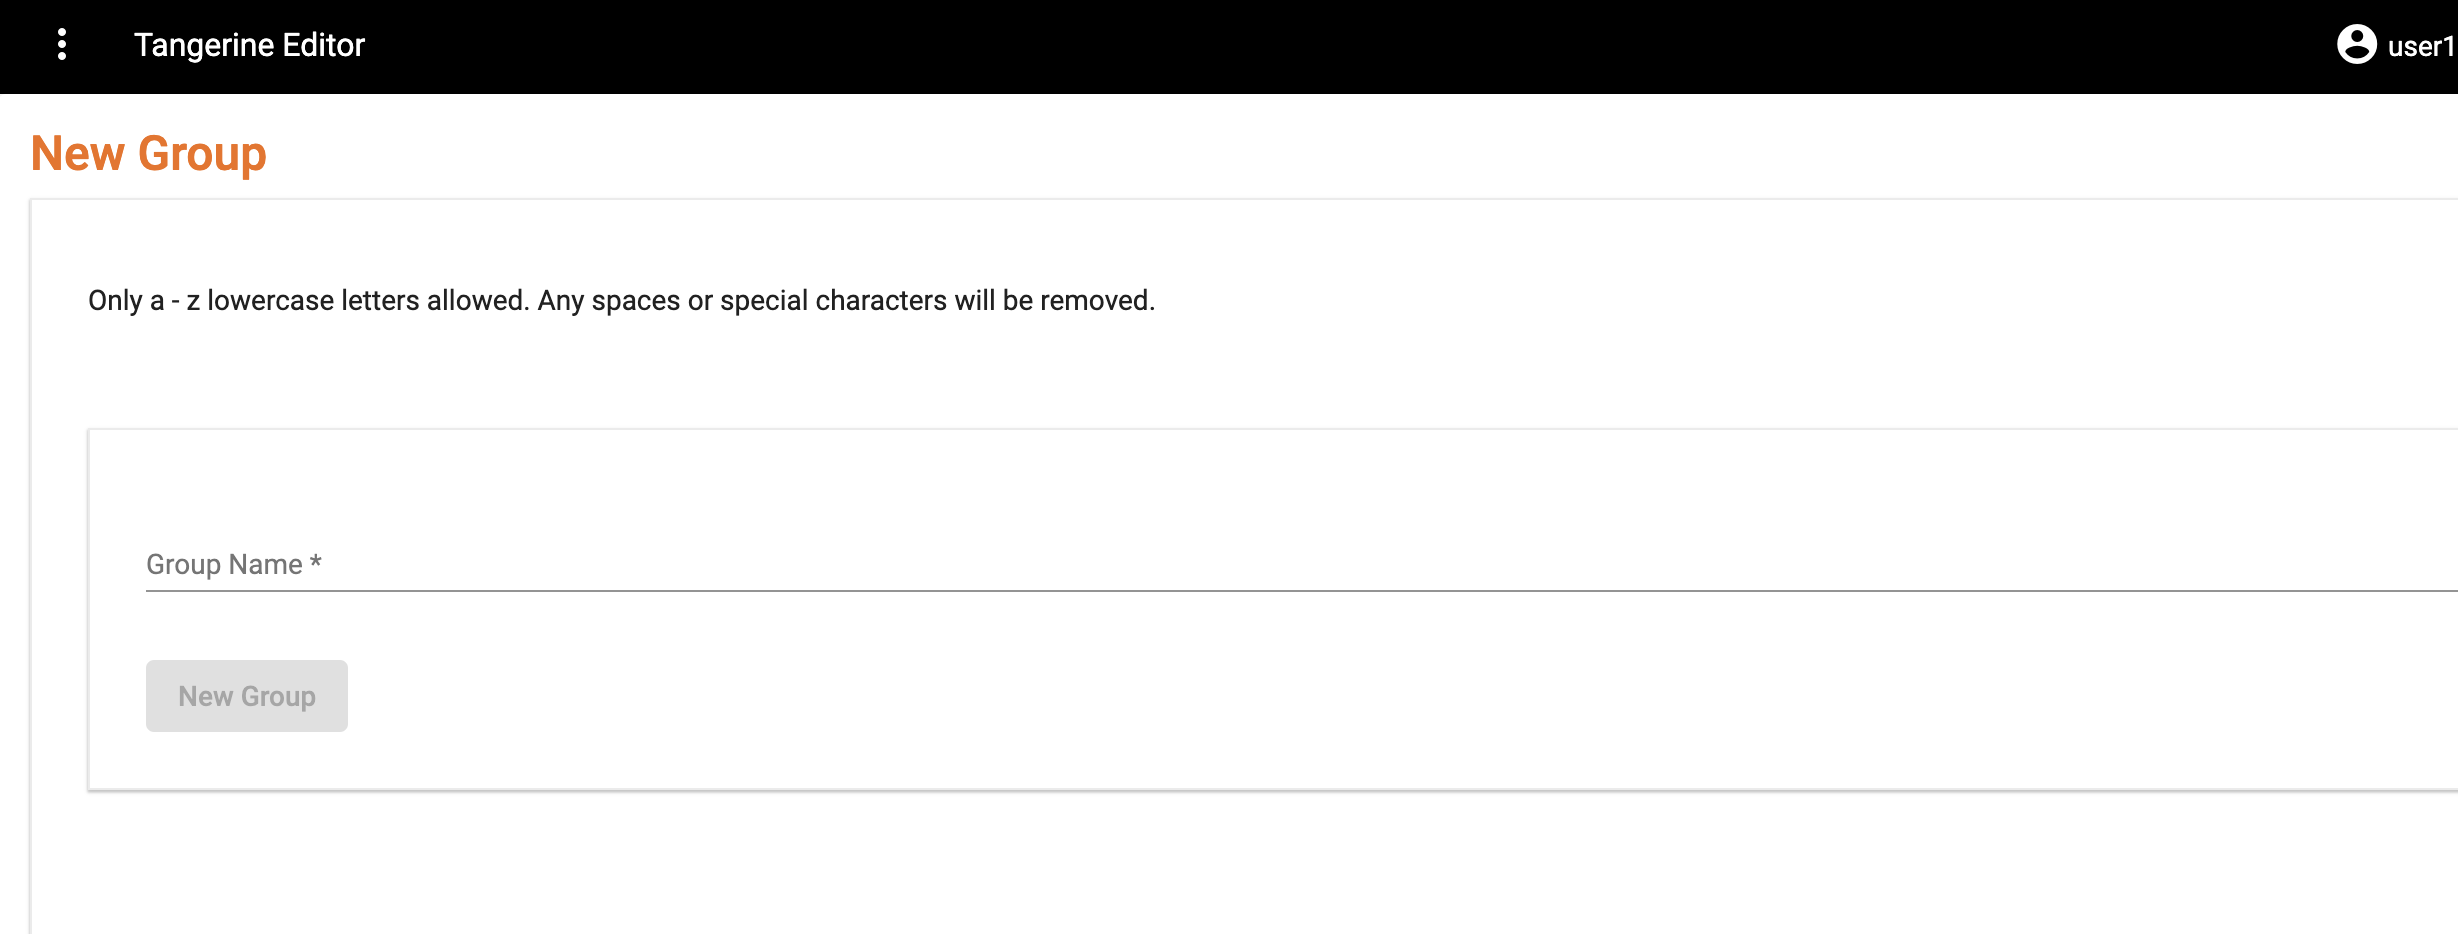 Tangerine Editor
user1
New Group
Only a - z lowercase letters allowed. Any spaces or special characters will be removed.
Group Name *
New Group